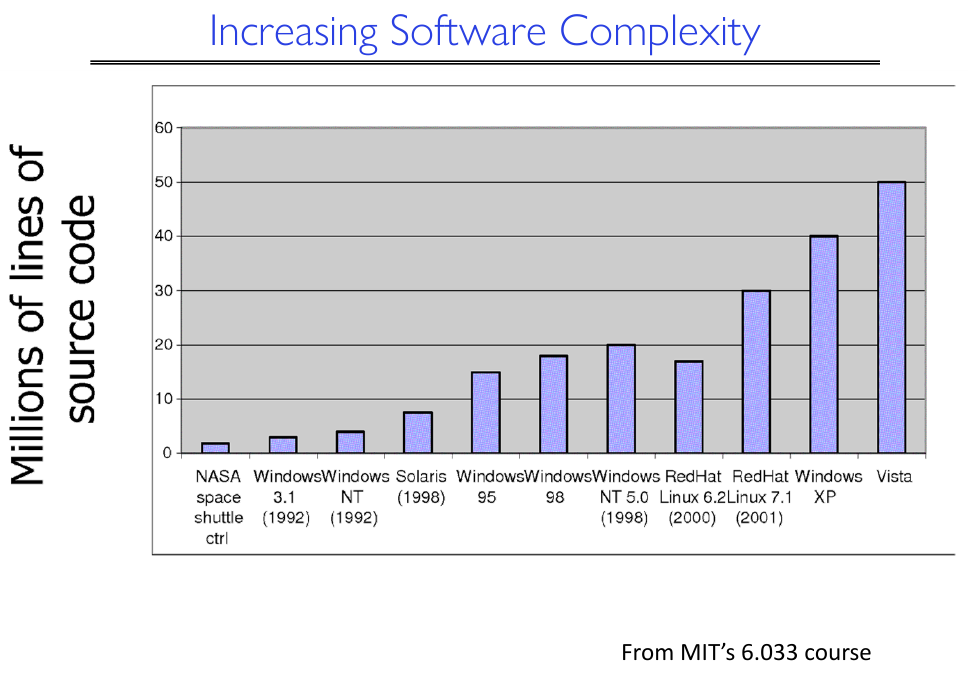 Increasing Software Complexity
Millions of lines of
source code
60
50
40
30
20
10
0
NASA space shuttle ctrl
Windows 3.1 (1992)
Windows NT (1992)
Solaris (1998)
Windows 95
Windows 98
Windows NT 5.0 (1998)
RedHat Linux 6.2 (2000)
RedHat Linux 7.1 (2001)
Windows XP
Vista
From MIT’s 6.033 course